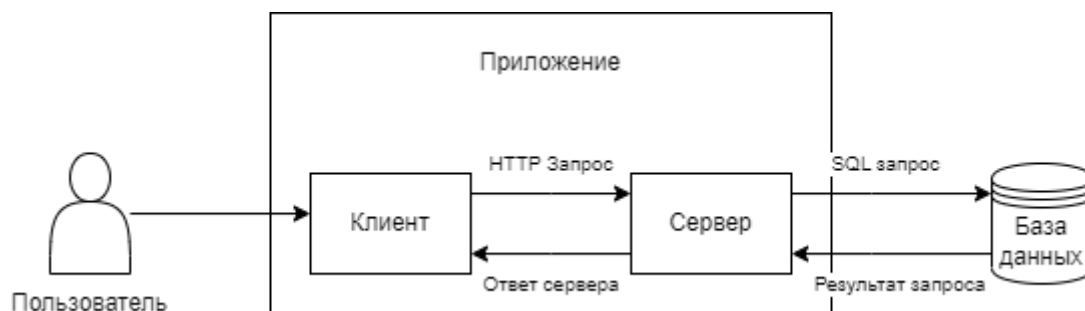 Приложение
HTTP Запрос
SQL запрос
Клиент
Сервер
База
данных
Ответ сервера
Результат запроса
Пользователь